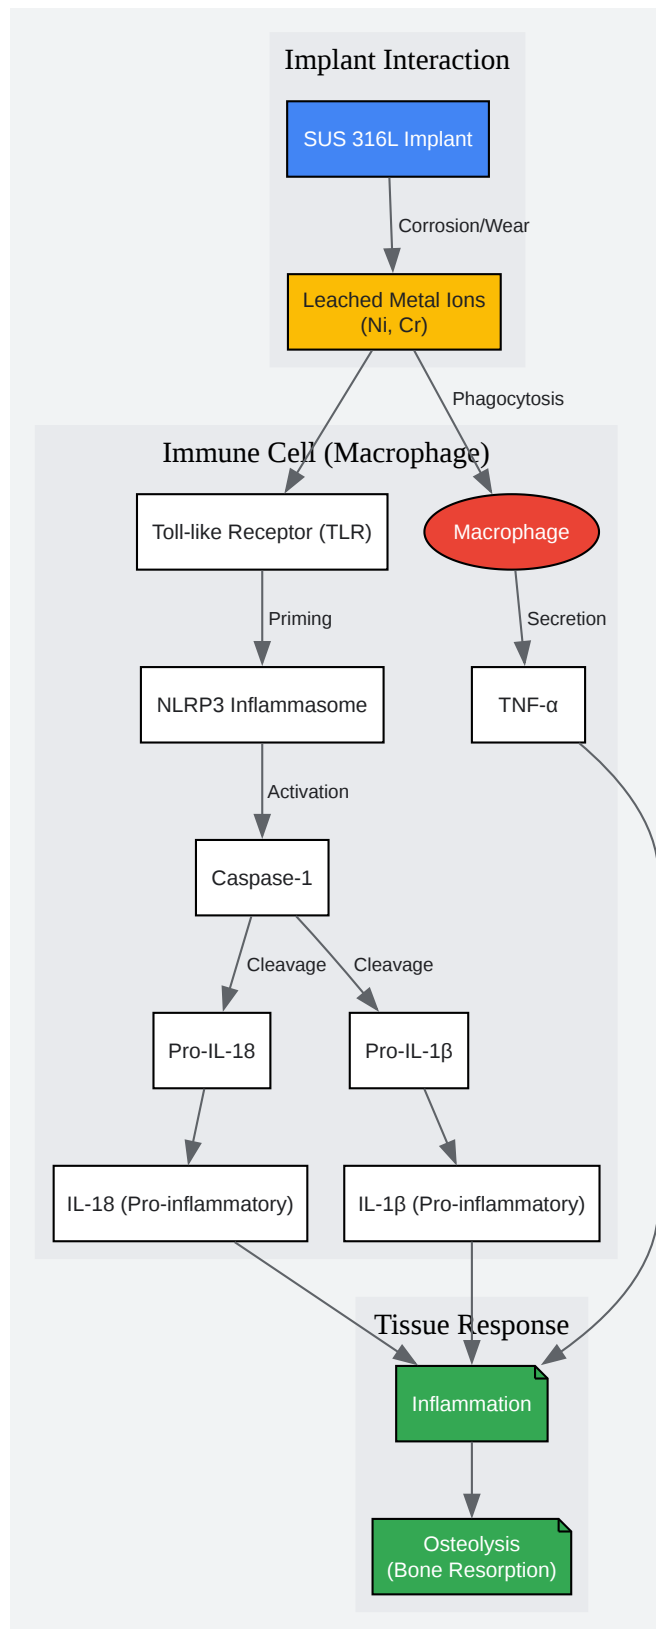 Implant Interaction
SUS 316L Implant
Corrosion/Wear
Leached Metal Ions
(Ni, Cr)
Phagocytosis
Immune Cell (Macrophage)
Toll-like Receptor (TLR)
Macrophage
Priming
Secretion
NLRP3 Inflammasome
TNF-α
Activation
Caspase-1
Cleavage
Cleavage
Pro-IL-18
Pro-IL-1β
IL-18 (Pro-inflammatory)
IL-1β (Pro-inflammatory)
Tissue Response
Inflammation
Osteolysis
(Bone Resorption)